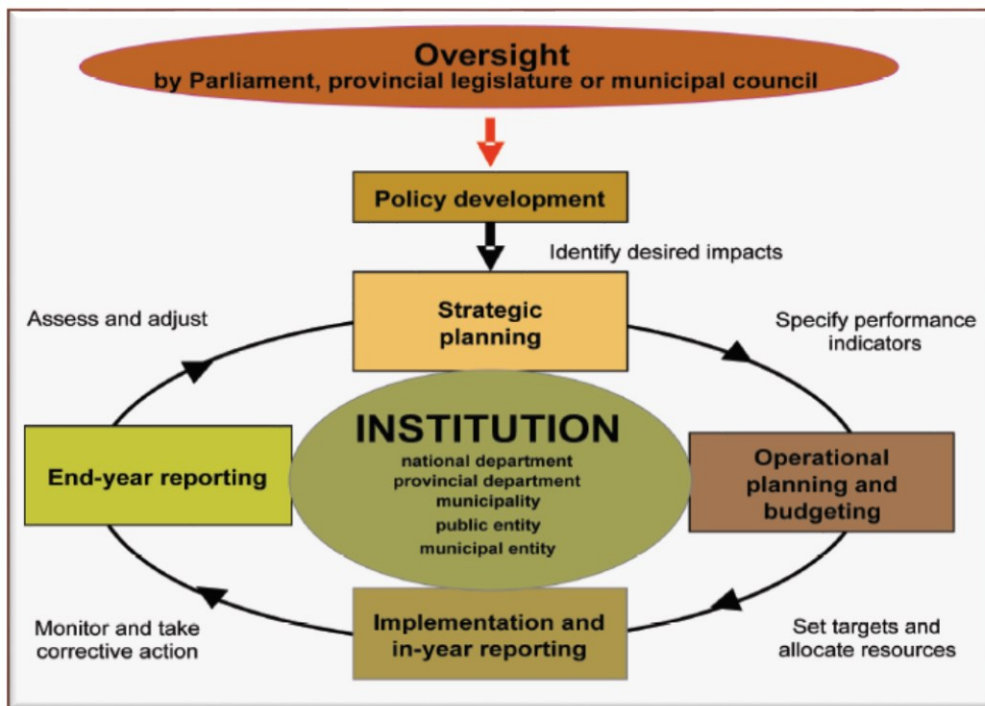 Oversight
by Parliament, provincial legislature or municipal council
Policy development
Identify desired impacts
Strategic
planning
Assess and adjust
Specify performance
indicators
INSTITUTION
national department
provincial department
municipality
public entity
municipal entity
End-year reporting
Operational
planning and
budgeting
Monitor and take
corrective action
Implementation and
in-year reporting
Set targets and
allocate resources